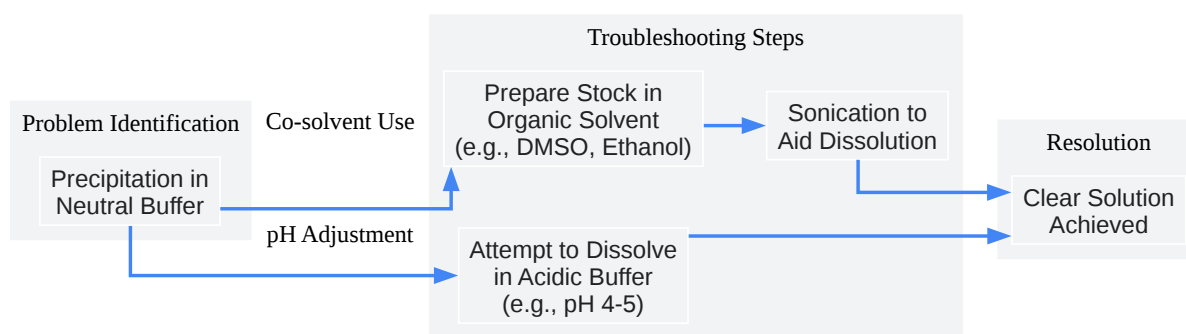 Troubleshooting Steps
Problem Identification
Precipitation in
Neutral Buffer
Co-solvent Use
pH Adjustment
Prepare Stock in
Organic Solvent
(e.g., DMSO, Ethanol)
Sonication to
Aid Dissolution
Attempt to Dissolve
in Acidic Buffer
(e.g., pH 4-5)
Resolution
Clear Solution
Achieved